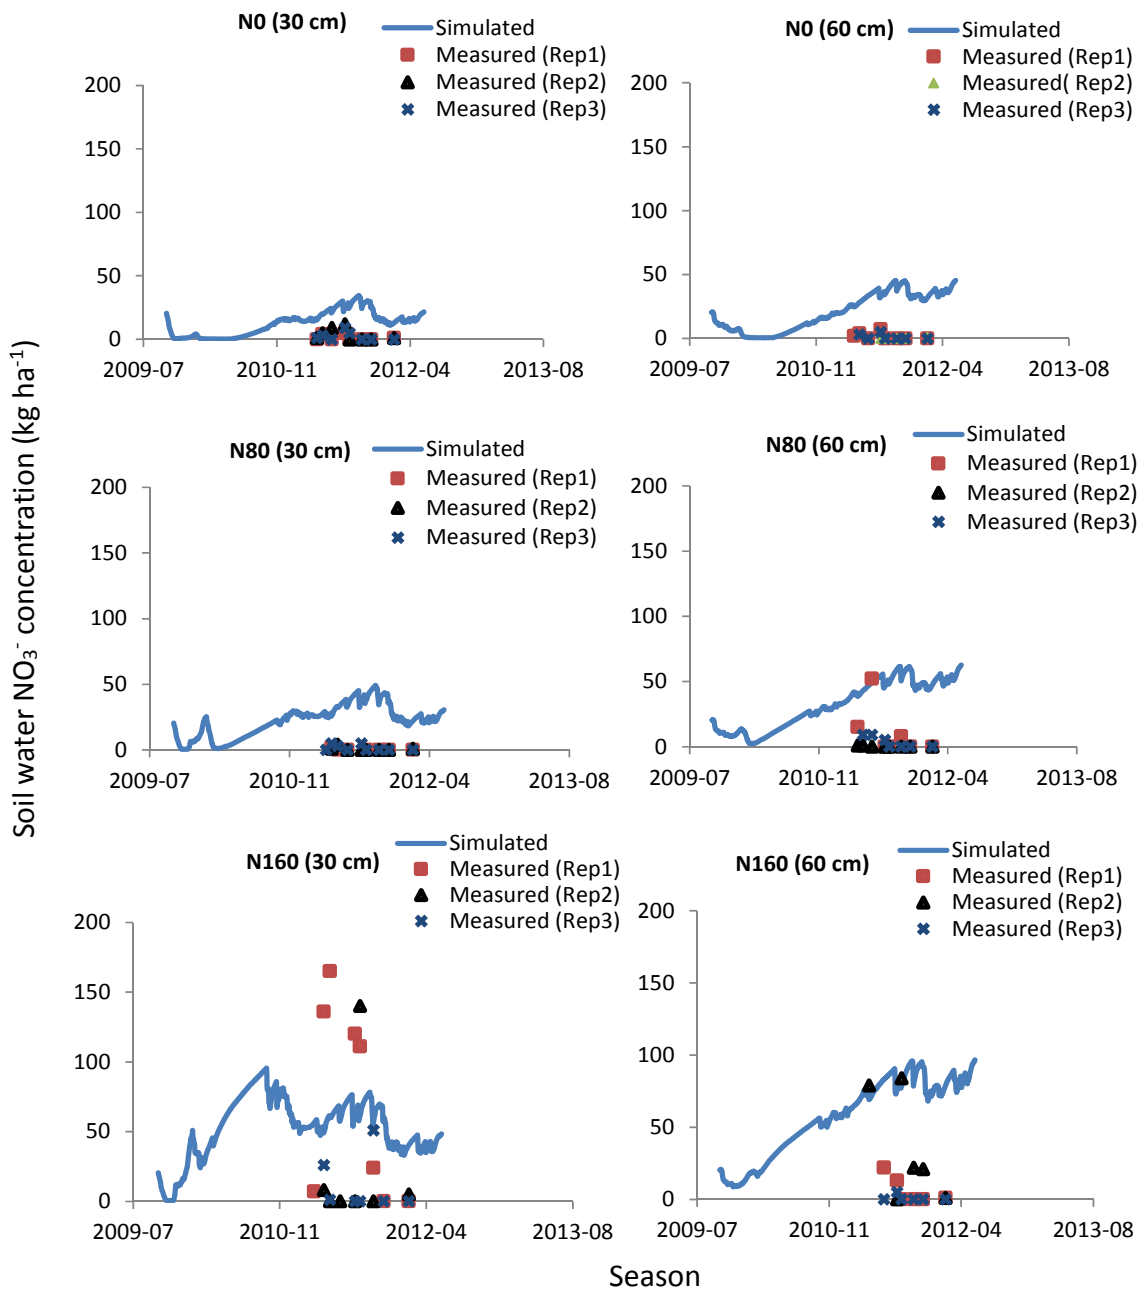 N0 (30 cm)
Simulated
Measured (Rep1)
Measured (Rep2)
Measured (Rep3)
200
150
100
50
0
2009-07 2010-11 2012-04 2013-08
N0 (60 cm)
Simulated
Measured (Rep1)
Measured( Rep2)
Measured (Rep3)
200
150
100
50
0
2009-07 2010-11 2012-04 2013-08
Soil water NO₃⁻ concentration (kg ha⁻¹)
N80 (30 cm)
Simulated
Measured (Rep1)
Measured (Rep2)
Measured (Rep3)
200
150
100
50
0
2009-07 2010-11 2012-04 2013-08
N80 (60 cm)
Simulated
Measured (Rep1)
Measured (Rep2)
Measured (Rep3)
200
150
100
50
0
2009-07 2010-11 2012-04 2013-08
N160 (30 cm)
Simulated
Measured (Rep1)
Measured (Rep2)
Measured (Rep3)
200
150
100
50
0
2009-07 2010-11 2012-04 2013-08
N160 (60 cm)
Simulated
Measured (Rep1)
Measured (Rep2)
Measured (Rep3)
200
150
100
50
0
2009-07 2010-11 2012-04 2013-08
Season